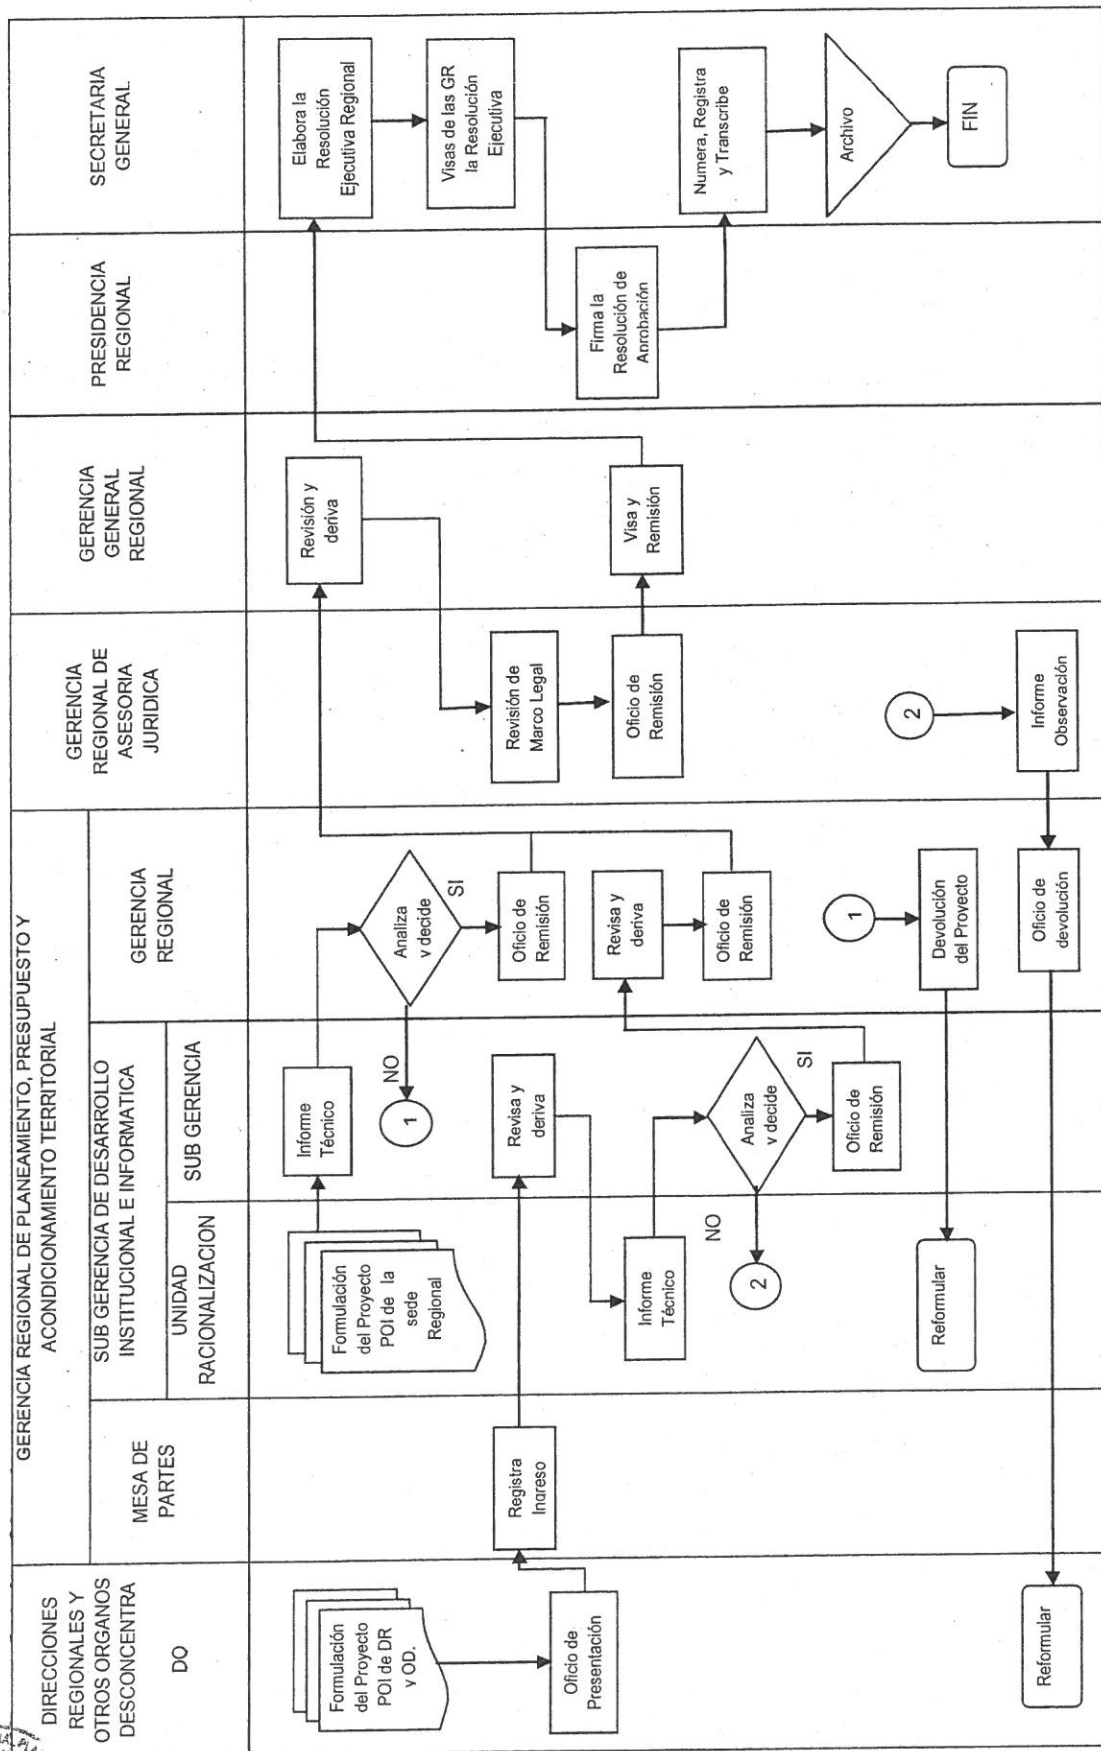 GERENCIA REGIONAL DE PLANEAMIENTO, PRESUPUESTO Y
ACONDICIONAMIENTO TERRITORIAL
DIRECCIONES
REGIONALES Y
OTROS ORGANOS
DESCONCENTRA
DO
MESA DE
PARTES
SUB GERENCIA DE DESARROLLO
INSTITUCIONAL E INFORMATICA
UNIDAD
RACIONALIZACION
SUB GERENCIA
GERENCIA
REGIONAL
GERENCIA
REGIONAL DE
ASESORIA
JURIDICA
GERENCIA
GENERAL
REGIONAL
PRESIDENCIA
REGIONAL
SECRETARIA
GENERAL
Formulación
del Proyecto
POI de DR
y OD.
Oficio de
Presentación
Reformular
Registra
Ingreso
Formulación
del Proyecto
POI de la
sede
Regional
Informe
Técnico
NO
2
Reformular
Informe
Técnico
NO
1
Revisa y
deriva
Analiza
y decide
SI
Oficio de
Remisión
Analiza
y decide
SI
Oficio de
Remisión
Revisa y
deriva
Oficio de
Remisión
1
Devolución
del Proyecto
Oficio de
devolución
Revisión de
Marco Legal
Oficio de
Remisión
2
Informe
Observación
Revisión y
deriva
Visa y
Remisión
Firma la
Resolución de
Aprobación
Elabora la
Resolución
Ejecutiva Regional
Visas de las GR
la Resolución
Ejecutiva
Numera, Registra
y Transcribe
Archivo
FIN